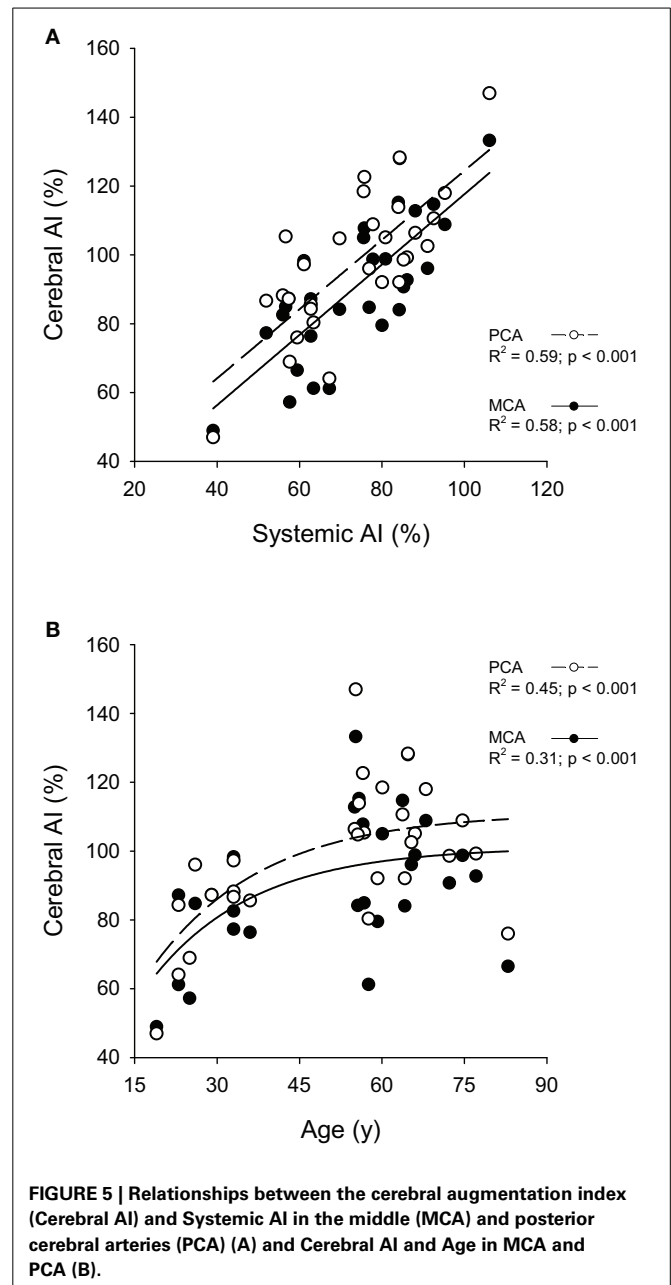 A
160
140
120
100
80
60
40
Cerebral AI (%)
PCA
R² = 0.59; p < 0.001
MCA
R² = 0.58; p < 0.001
20 40 60 80 100 120
Systemic AI (%)
B
160
140
120
100
80
60
40
Cerebral AI (%)
PCA
R² = 0.45; p < 0.001
MCA
R² = 0.31; p < 0.001
15 30 45 60 75 90
Age (y)
FIGURE 5 | Relationships between the cerebral augmentation index
(Cerebral AI) and Systemic AI in the middle (MCA) and posterior
cerebral arteries (PCA) (A) and Cerebral AI and Age in MCA and
PCA (B).